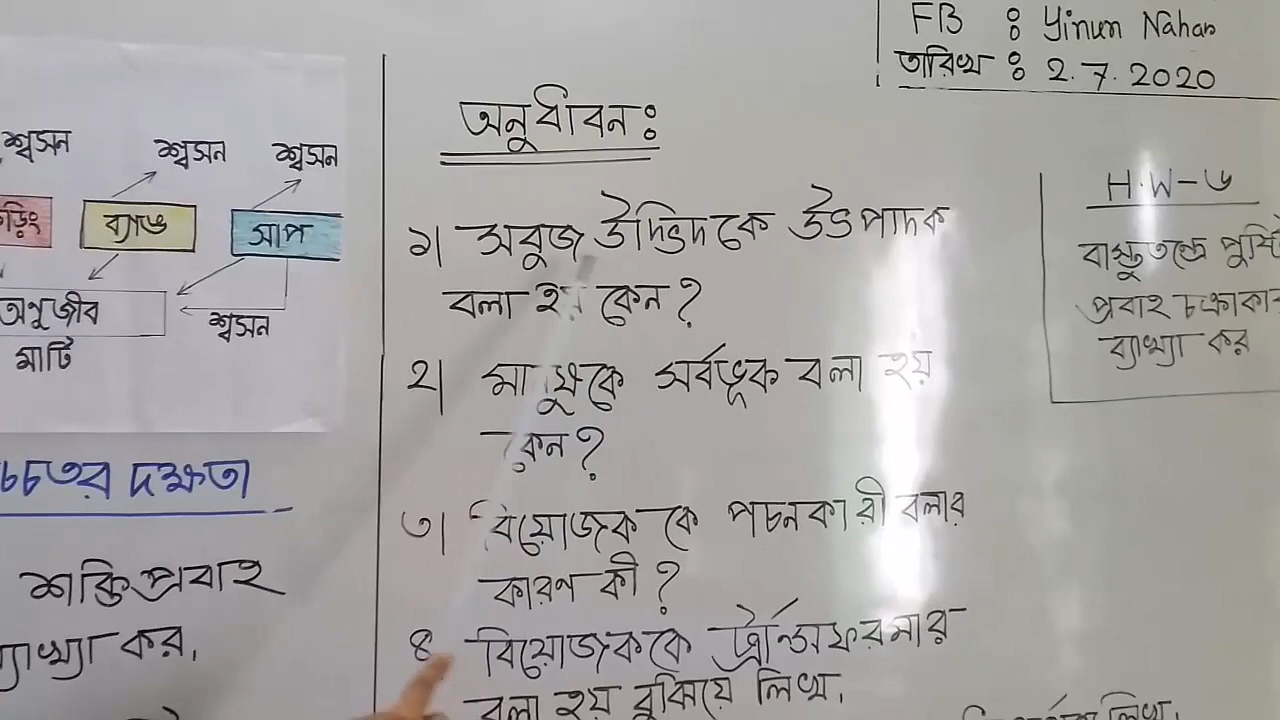 FB : Yinun Nahar
তারিখ : 2.7.2020
শ্বসন
শ্বসন
শ্বসন
ড়িং
ব্যাঙ
সাপ
অণুজীব
শ্বসন
মাটি
দক্ষতা
শক্তিপ্রবাহ
ব্যাখ্যা কর,
অনুধাবন :
১। সবুজ উদ্ভিদকে উৎপাদক
বলা হয় কেন?
২। মানুষকে সর্বভূক বলা হয়
কেন?
৩। বিয়োজক কে পচনকারী বলার
কারণ কী?
৪ বিয়োজককে ট্রান্সফরমার
বলা হয় বুঝিয়ে লিখ,
H.W-৬
বাস্তুতন্ত্রে পুষ্টি
প্রবাহ চক্রাকা
ব্যাখ্যা কর
লিখ,